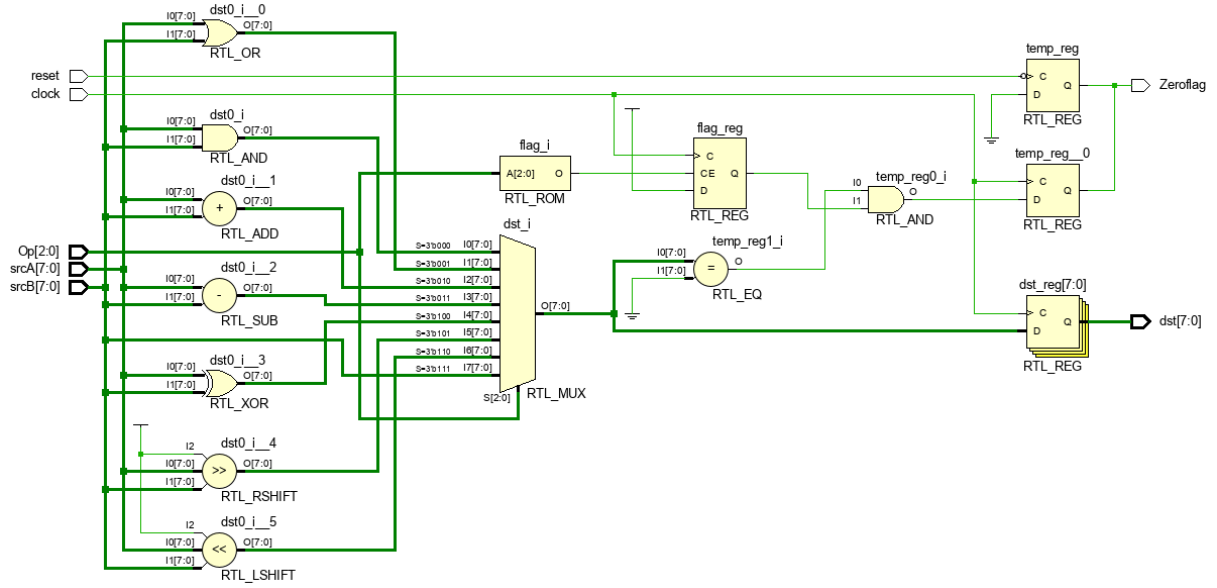 dst0_i__0
I0[7:0]
O[7:0]
I1[7:0]
RTL_OR
reset
clock
dst0_i
I0[7:0]
O[7:0]
I1[7:0]
RTL_AND
dst0_i__1
I0[7:0]
O[7:0]
I1[7:0]
+
RTL_ADD
Op[2:0]
srcA[7:0]
srcB[7:0]
dst0_i__2
I0[7:0]
O[7:0]
I1[7:0]
-
RTL_SUB
dst0_i__3
I0[7:0]
O[7:0]
I1[7:0]
RTL_XOR
dst0_i__4
I2
I0[7:0]
O[7:0]
I1[7:0]
>>
RTL_RSHIFT
dst0_i__5
I2
I0[7:0]
O[7:0]
I1[7:0]
<<
RTL_LSHIFT
dst_i
S=3'b000 I0[7:0]
S=3'b001 I1[7:0]
S=3'b010 I2[7:0]
S=3'b011 I3[7:0]
S=3'b100 I4[7:0]
S=3'b101 I5[7:0]
S=3'b110 I6[7:0]
S=3'b111 I7[7:0]
O[7:0]
S[2:0]
RTL_MUX
flag_i
A[2:0] O
RTL_ROM
flag_reg
C
CE Q
D
RTL_REG
temp_reg1_i
I0[7:0]
O
I1[7:0]
=
RTL_EQ
temp_reg0_i
I0
O
I1
RTL_AND
temp_reg
C
Q
D
RTL_REG
Zeroflag
temp_reg__0
C
Q
D
RTL_REG
dst_reg[7:0]
C
Q
D
RTL_REG
dst[7:0]